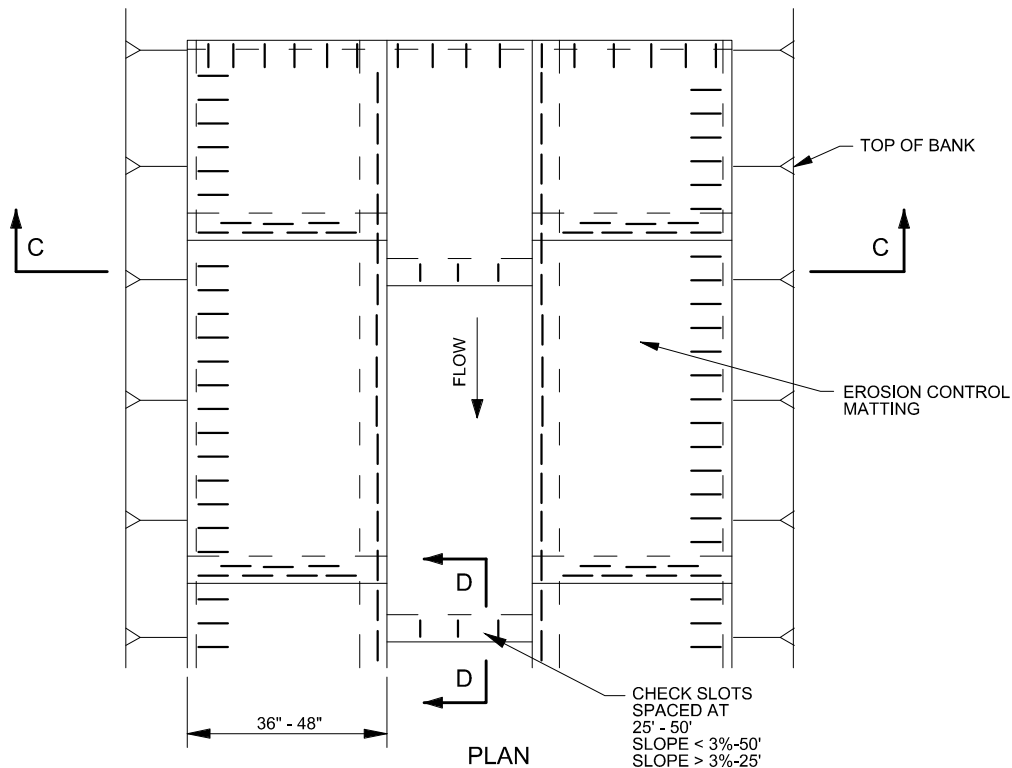 TOP OF BANK
C
C
FLOW
EROSION CONTROL
MATTING
D
D
CHECK SLOTS
SPACED AT
25' - 50'
SLOPE < 3%-50'
SLOPE > 3%-25'
36" - 48"
PLAN